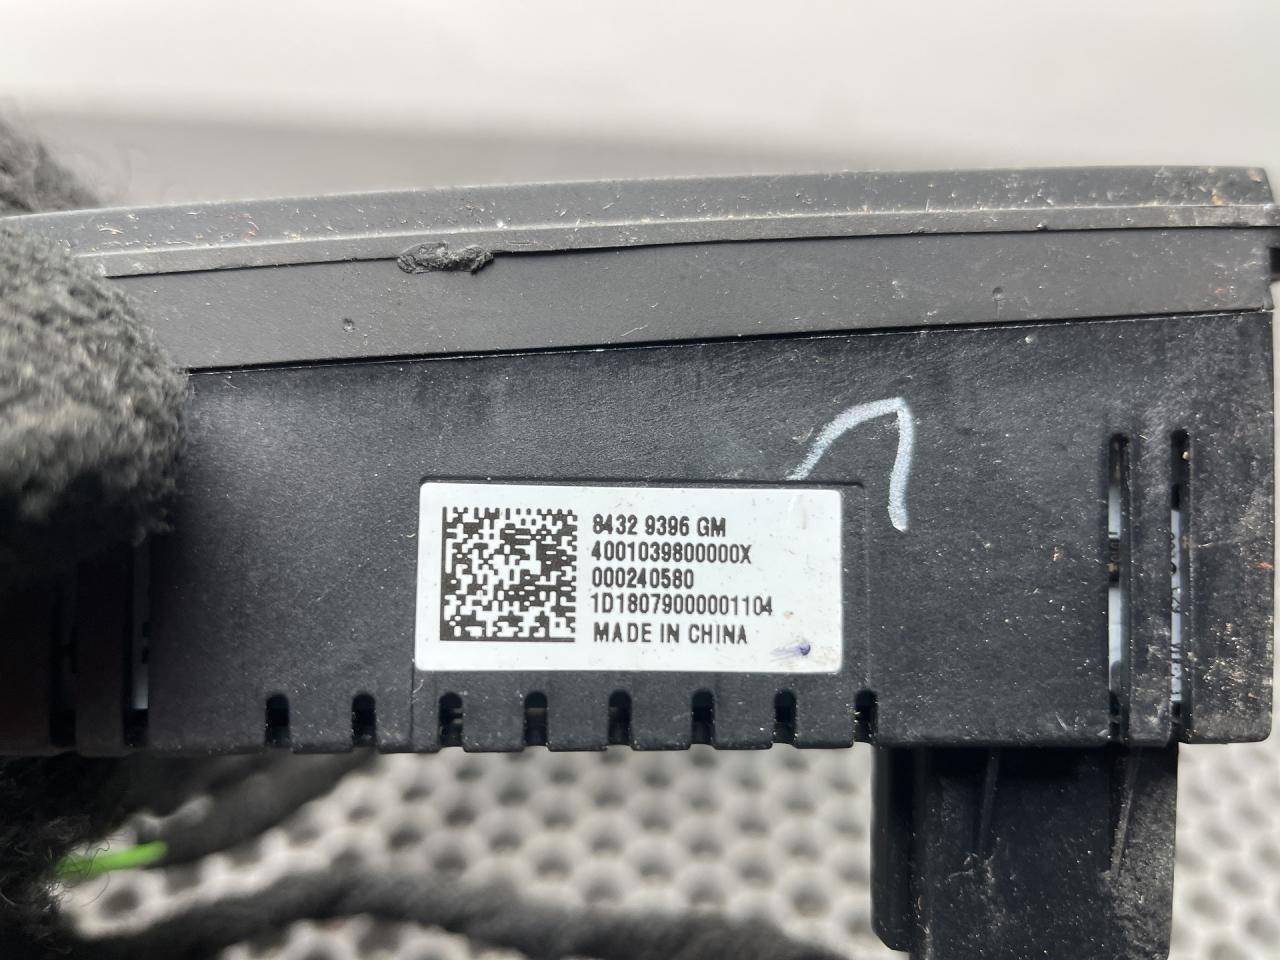 8432 9396 GM
4001039800000X
000240580
1D18079000001104
MADE IN CHINA